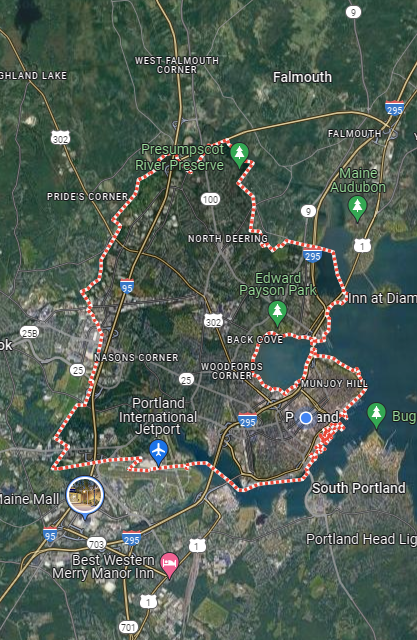 9
WEST FALMOUTH
CORNER
GHLAND LAKE
Falmouth
295
302
FALMOUTH
Presumpscot
River Preserve
Maine
Audubon
PRIDE'S CORNER
100
9
NORTH DEERING
1
295
Edward
Payson Park
95
Inn at Diam
302
25B
BACK COVE
ok
NASONS CORNER
WOODFORDS
CORNER
25
25
MUNJOY HILL
Portland
International
Jetport
295
P and
Bug
Maine Mall
South Portland
95
703
295
1
Portland Head Lig
Best Western
Merry Manor Inn
1
701